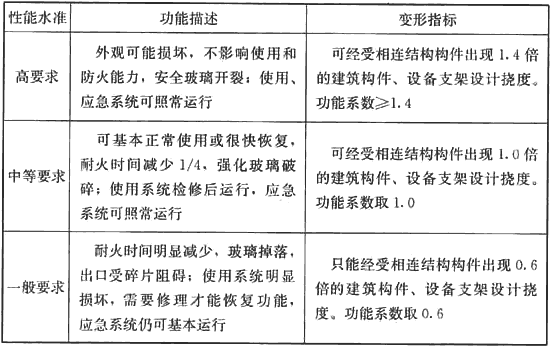 性能水准 功能描述 变形指标
高要求
外观可能损坏，不影响使用和
防火能力，安全玻璃开裂；使用、
应急系统可照常运行
可经受相连结构构件出现 1.4 倍
的建筑构件、设备支架设计挠度。
功能系数≥1.4
中等要求
可基本正常使用或很快恢复，
耐火时间减少 1/4，强化玻璃破
碎；使用系统检修后运行，应急
系统可照常运行
可经受相连结构构件出现 1.0 倍
的建筑构件、设备支架设计挠度。
功能系数取 1.0
一般要求
耐火时间明显减少，玻璃掉落，
出口受碎片阻碍；使用系统明显
损坏，需要修理才能恢复功能，
应急系统仍可基本运行
只能经受相连结构构件出现 0.6
倍的建筑构件、设备支架设计挠
度。功能系数取 0.6